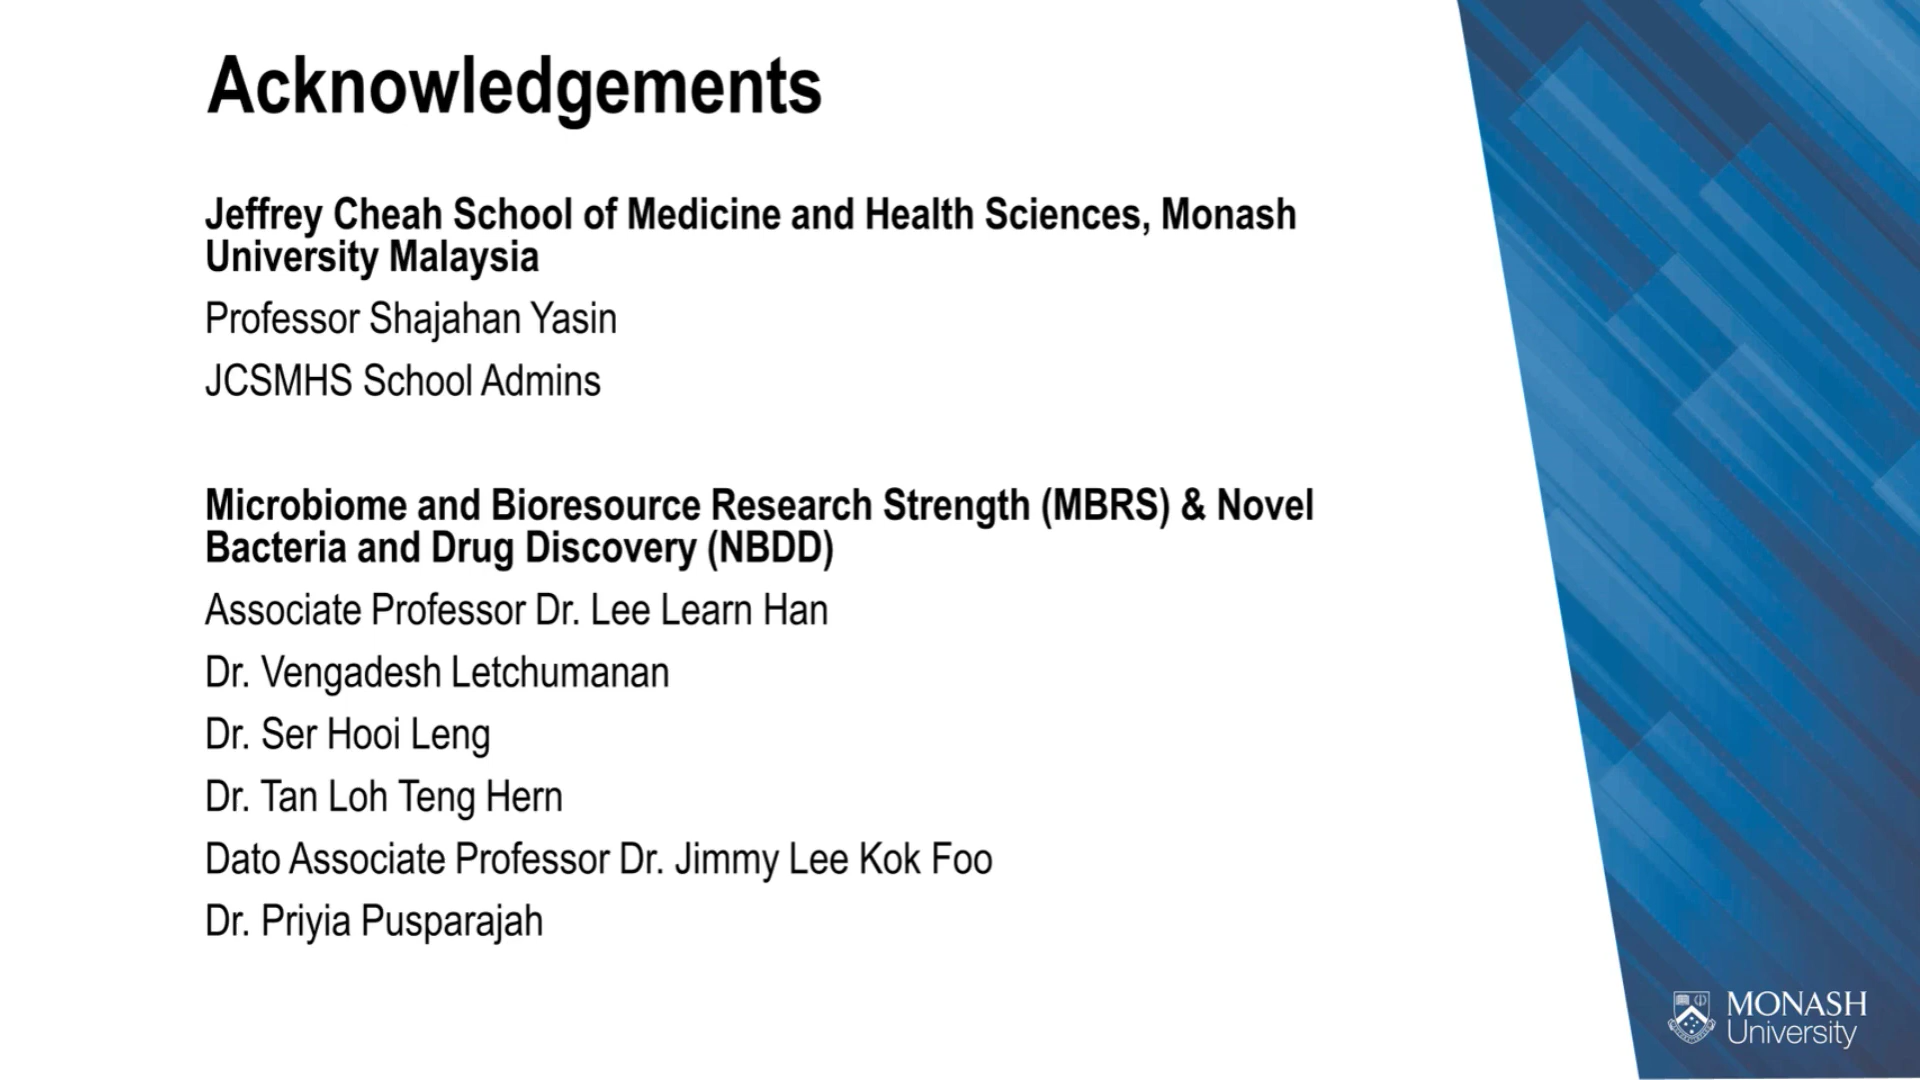 Acknowledgements
Jeffrey Cheah School of Medicine and Health Sciences, Monash
University Malaysia
Professor Shajahan Yasin
JCSMHS School Admins
Microbiome and Bioresource Research Strength (MBRS) & Novel
Bacteria and Drug Discovery (NBDD)
Associate Professor Dr. Lee Learn Han
Dr. Vengadesh Letchumanan
Dr. Ser Hooi Leng
Dr. Tan Loh Teng Hern
Dato Associate Professor Dr. Jimmy Lee Kok Foo
Dr. Priyia Pusparajah
MONASH
University